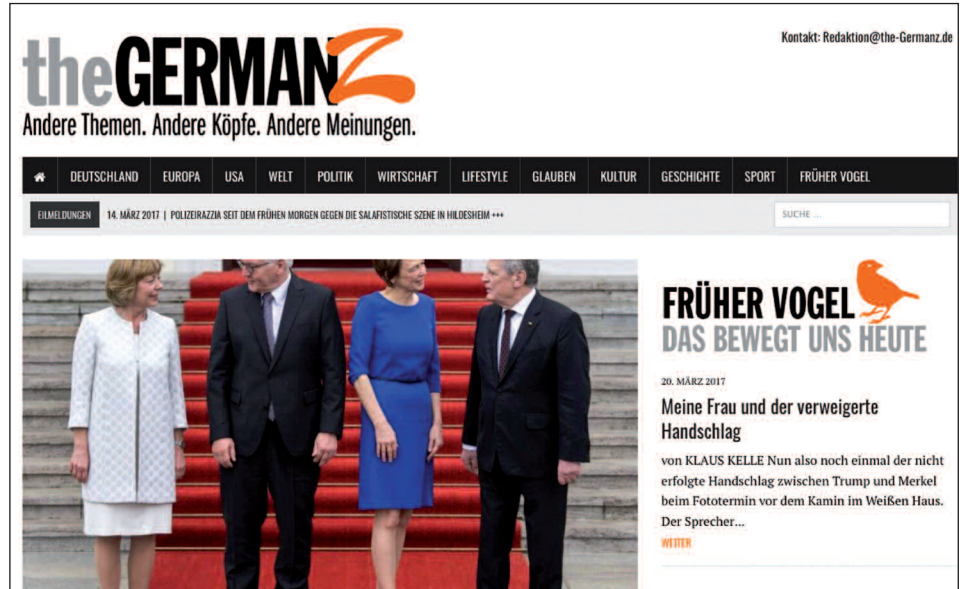 Kontakt: Redaktion@the-Germanz.de
theGERMANZ
Andere Themen. Andere Köpfe. Andere Meinungen.
DEUTSCHLAND EUROPA USA WELT POLITIK WIRTSCHAFT LIFESTYLE GLAUBEN KULTUR GESCHICHTE SPORT FRÜHER VOGEL
EILMELDUNGEN 14. MÄRZ 2017 | POLIZEIRAZZIA SEIT DEM FRÜHEN MORGEN GEGEN DIE SALAFISTISCHE SZENE IN HILDESHEIM +++ SUCHE ...
FRÜHER VOGEL
DAS BEWEGT UNS HEUTE
20. MÄRZ 2017
Meine Frau und der verweigerte
Handschlag
von KLAUS KELLE Nun also noch einmal der nicht
erfolgte Handschlag zwischen Trump und Merkel
beim Fototermin vor dem Kamin im Weißen Haus.
Der Sprecher...
WEITER